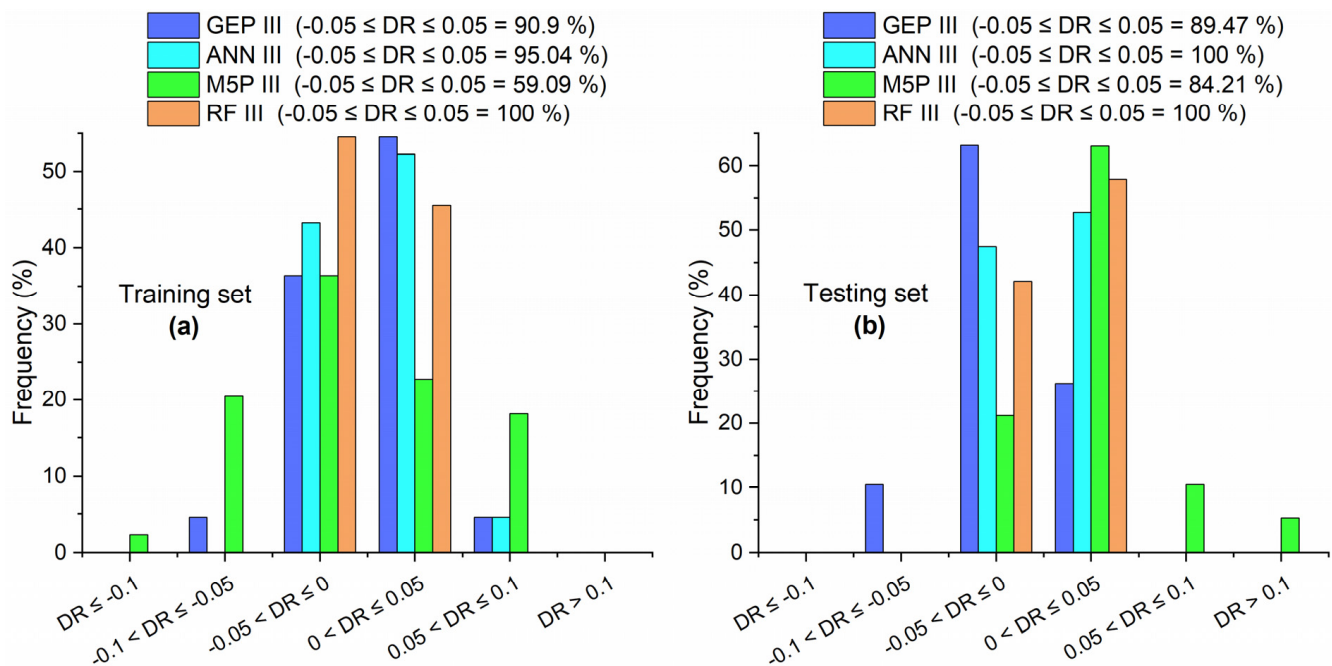 GEP III (-0.05 ≤ DR ≤ 0.05 = 90.9 %)
ANN III (-0.05 ≤ DR ≤ 0.05 = 95.04 %)
M5P III (-0.05 ≤ DR ≤ 0.05 = 59.09 %)
RF III (-0.05 ≤ DR ≤ 0.05 = 100 %)
50
40
30
20
10
0
Frequency (%)
Training set
(a)
DR ≤ -0.1
-0.1 < DR ≤ -0.05
-0.05 < DR ≤ 0
0 < DR ≤ 0.05
0.05 < DR ≤ 0.1
DR > 0.1
GEP III (-0.05 ≤ DR ≤ 0.05 = 89.47 %)
ANN III (-0.05 ≤ DR ≤ 0.05 = 100 %)
M5P III (-0.05 ≤ DR ≤ 0.05 = 84.21 %)
RF III (-0.05 ≤ DR ≤ 0.05 = 100 %)
60
50
40
30
20
10
0
Frequency (%)
Testing set
(b)
DR ≤ -0.1
-0.1 < DR ≤ -0.05
-0.05 < DR ≤ 0
0 < DR ≤ 0.05
0.05 < DR ≤ 0.1
DR > 0.1